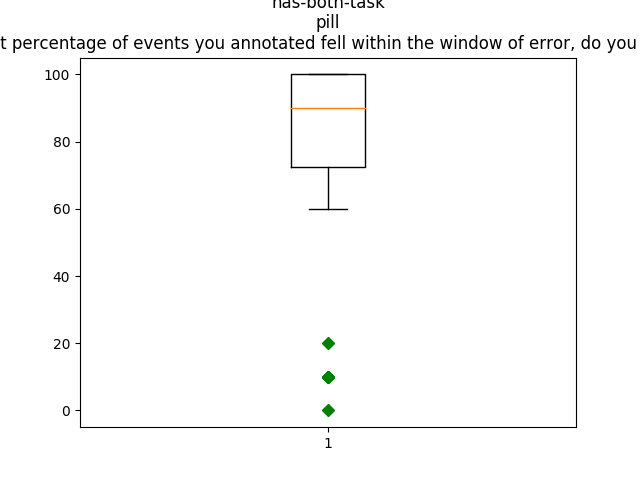 has-both-task
pill
t percentage of events you annotated fell within the window of error, do you
100
80
60
40
20
0
1